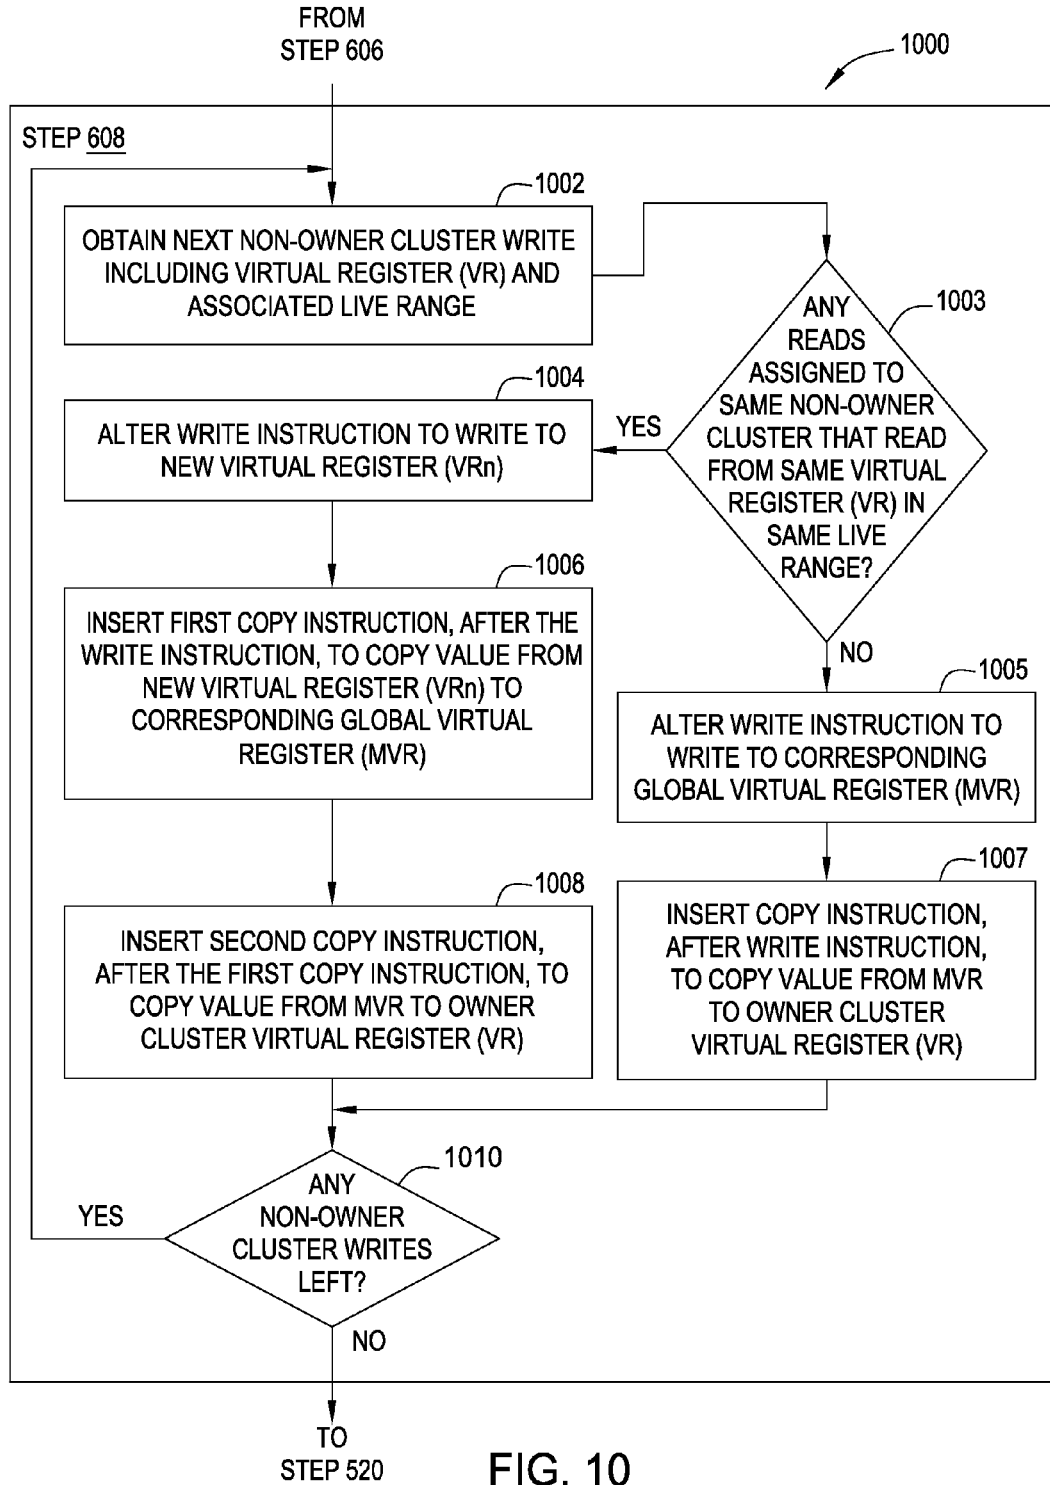 FROM
STEP 606
1000
STEP 608
1002
OBTAIN NEXT NON-OWNER CLUSTER WRITE
INCLUDING VIRTUAL REGISTER (VR) AND
ASSOCIATED LIVE RANGE
1003
ANY
READS
ASSIGNED TO
SAME NON-OWNER
CLUSTER THAT READ
FROM SAME VIRTUAL
REGISTER (VR) IN
SAME LIVE
RANGE?
YES
1004
ALTER WRITE INSTRUCTION TO WRITE TO
NEW VIRTUAL REGISTER (VRn)
1006
INSERT FIRST COPY INSTRUCTION, AFTER THE
WRITE INSTRUCTION, TO COPY VALUE FROM
NEW VIRTUAL REGISTER (VRn) TO
CORRESPONDING GLOBAL VIRTUAL
REGISTER (MVR)
NO
1005
ALTER WRITE INSTRUCTION TO
WRITE TO CORRESPONDING
GLOBAL VIRTUAL REGISTER (MVR)
1008
INSERT SECOND COPY INSTRUCTION,
AFTER THE FIRST COPY INSTRUCTION, TO
COPY VALUE FROM MVR TO OWNER
CLUSTER VIRTUAL REGISTER (VR)
1007
INSERT COPY INSTRUCTION,
AFTER WRITE INSTRUCTION,
TO COPY VALUE FROM MVR
TO OWNER CLUSTER
VIRTUAL REGISTER (VR)
1010
ANY
NON-OWNER
CLUSTER WRITES
LEFT?
YES
NO
TO
STEP 520
FIG. 10